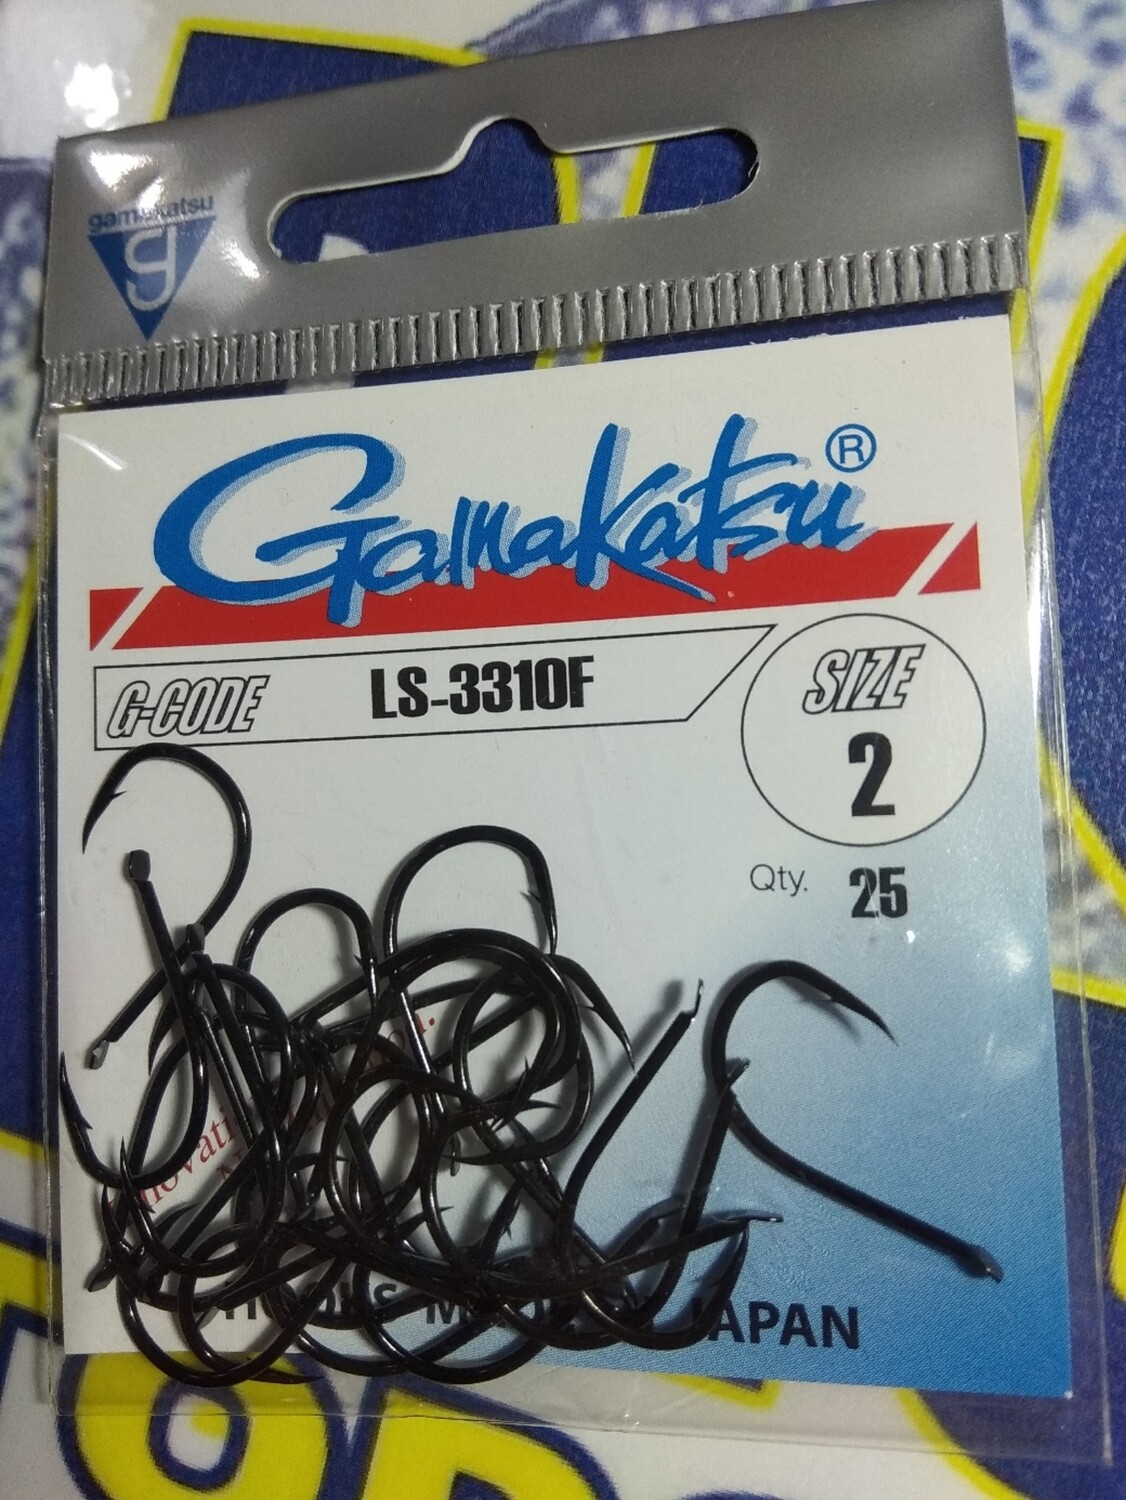 gamakatsu
g
Gamakatsu®
G-CODE LS-3310F
SIZE
2
Qty. 25
JAPAN